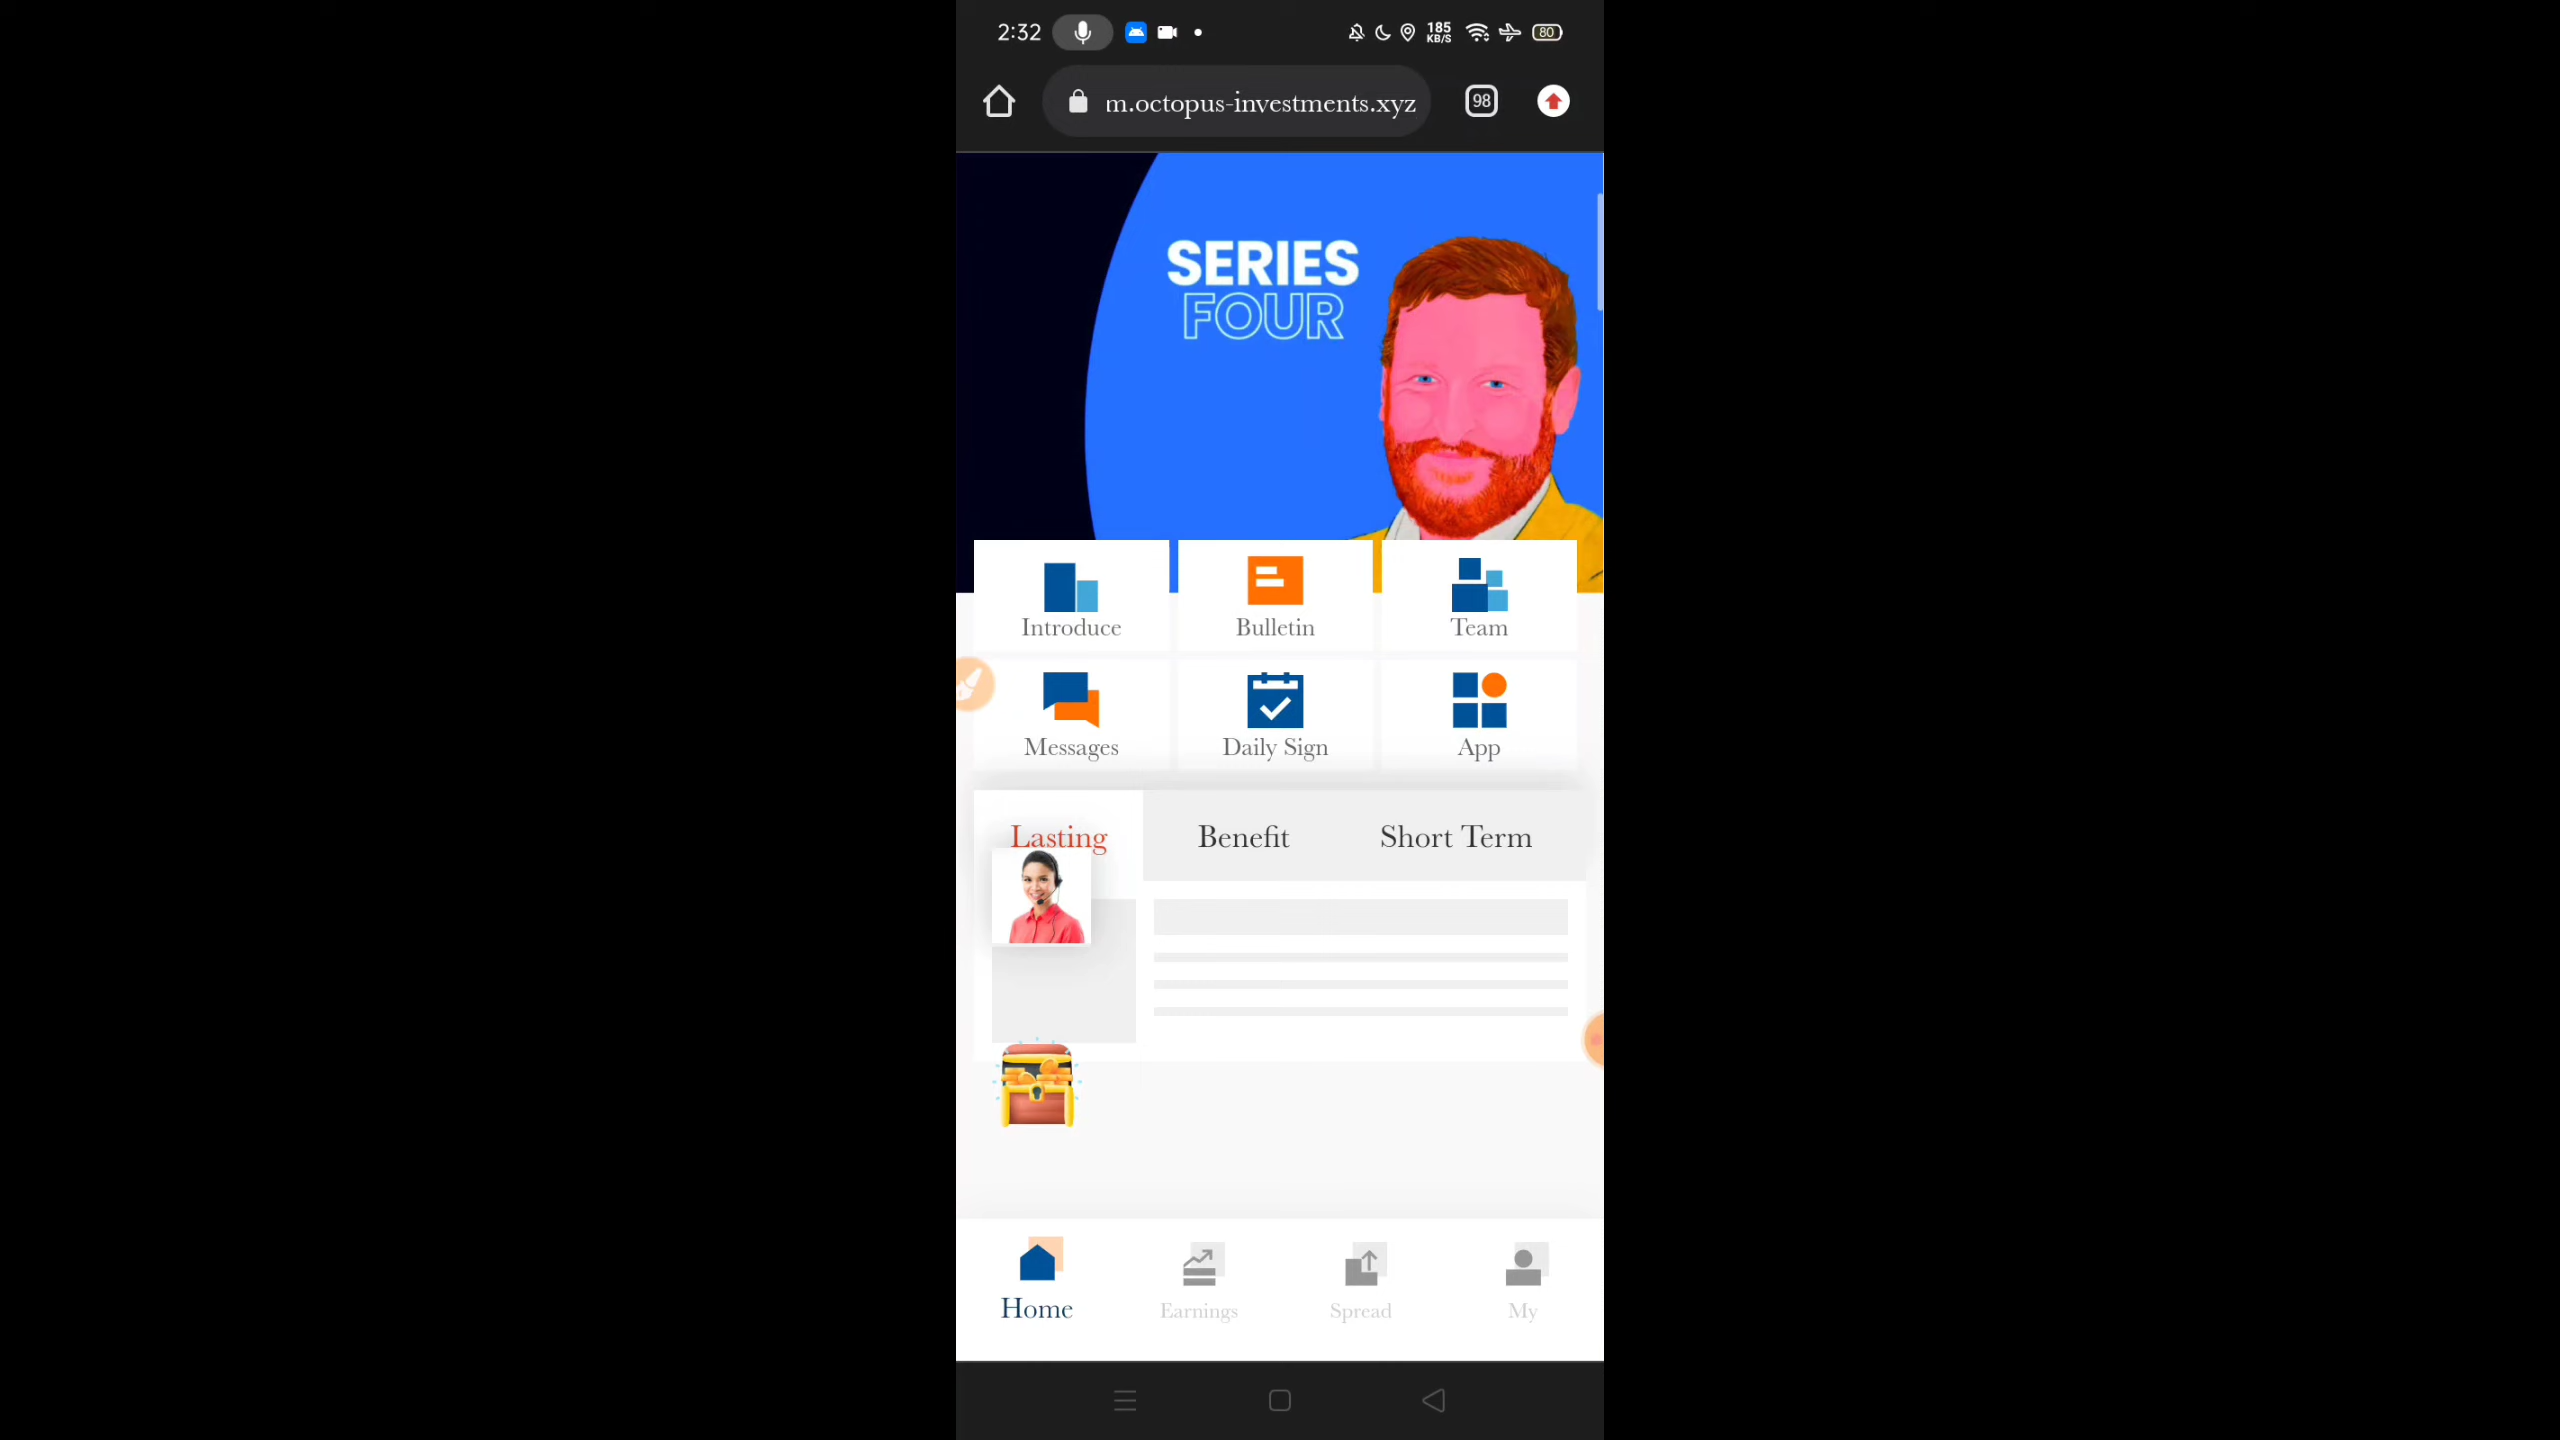 2:32
185
KB/S
80
m.octopus-investments.xyz
98
SERIES
FOUR
Introduce
Bulletin
Team
Messages
Daily Sign
App
Lasting
Benefit
Short Term
Home
Earnings
Spread
My